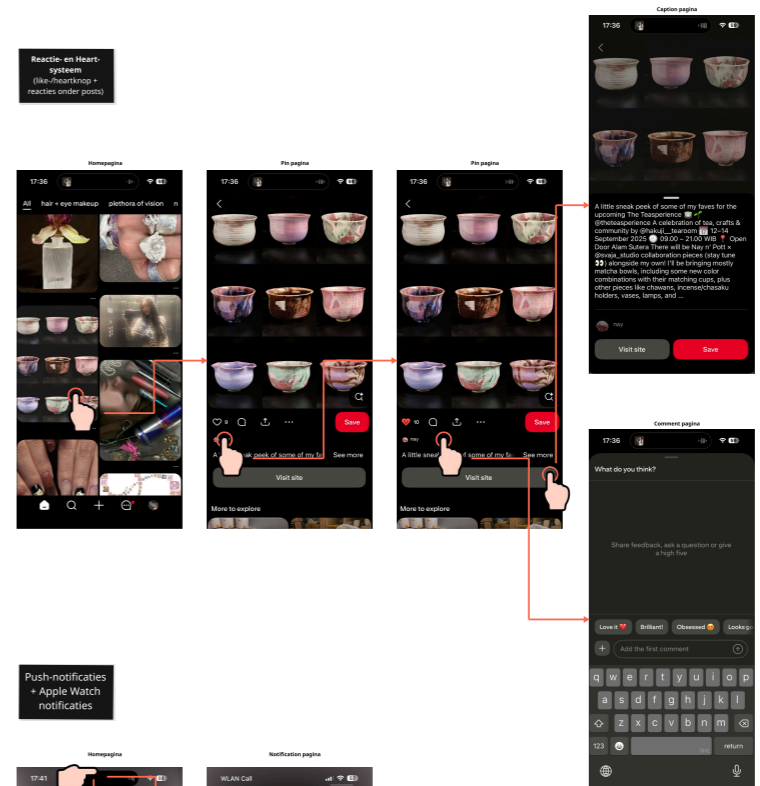 Caption pagina
17:36
Reactie- en Heart-
systeem
(like-/heartknop +
reacties onder posts)
A little sneak peek of some of my faves for the
upcoming The Teasperience 🍵🌱
@theteasperience A celebration of tea, crafts &
community by @hakuji__tearoom 📅 12–14
September 2025 🕘 09.00 – 21.00 WIB 📍 Open
Door Alam Sutera There will be Nay n' Pott ×
@svaja_studio collaboration pieces (stay tune
👀) alongside my own! I'll be bringing mostly
matcha bowls, including some new color
combinations with their matching cups, plus
other pieces like chawans, incense/chasaku
holders, vases, lamps, and ...
nay
Visit site
Save
Homepagina
17:36
All hair + eye makeup plethora of vision n
Pin pagina
17:36
9
Save
sneak peek of some of my fa
See more
Visit site
More to explore
Pin pagina
17:36
10
Save
nay
A little sneak of some of my fa
See more
Visit site
More to explore
Comment pagina
17:36
What do you think?
Share feedback, ask a question or give
a high five
Love it ❤️ Brilliant! Obsessed Looks go
Add the first comment
q w e r t y u i o p
a s d f g h j k l
z x c v b n m
123 return
Push-notificaties
+ Apple Watch
notificaties
Homepagina
17:41
Notification pagina
WLAN Call